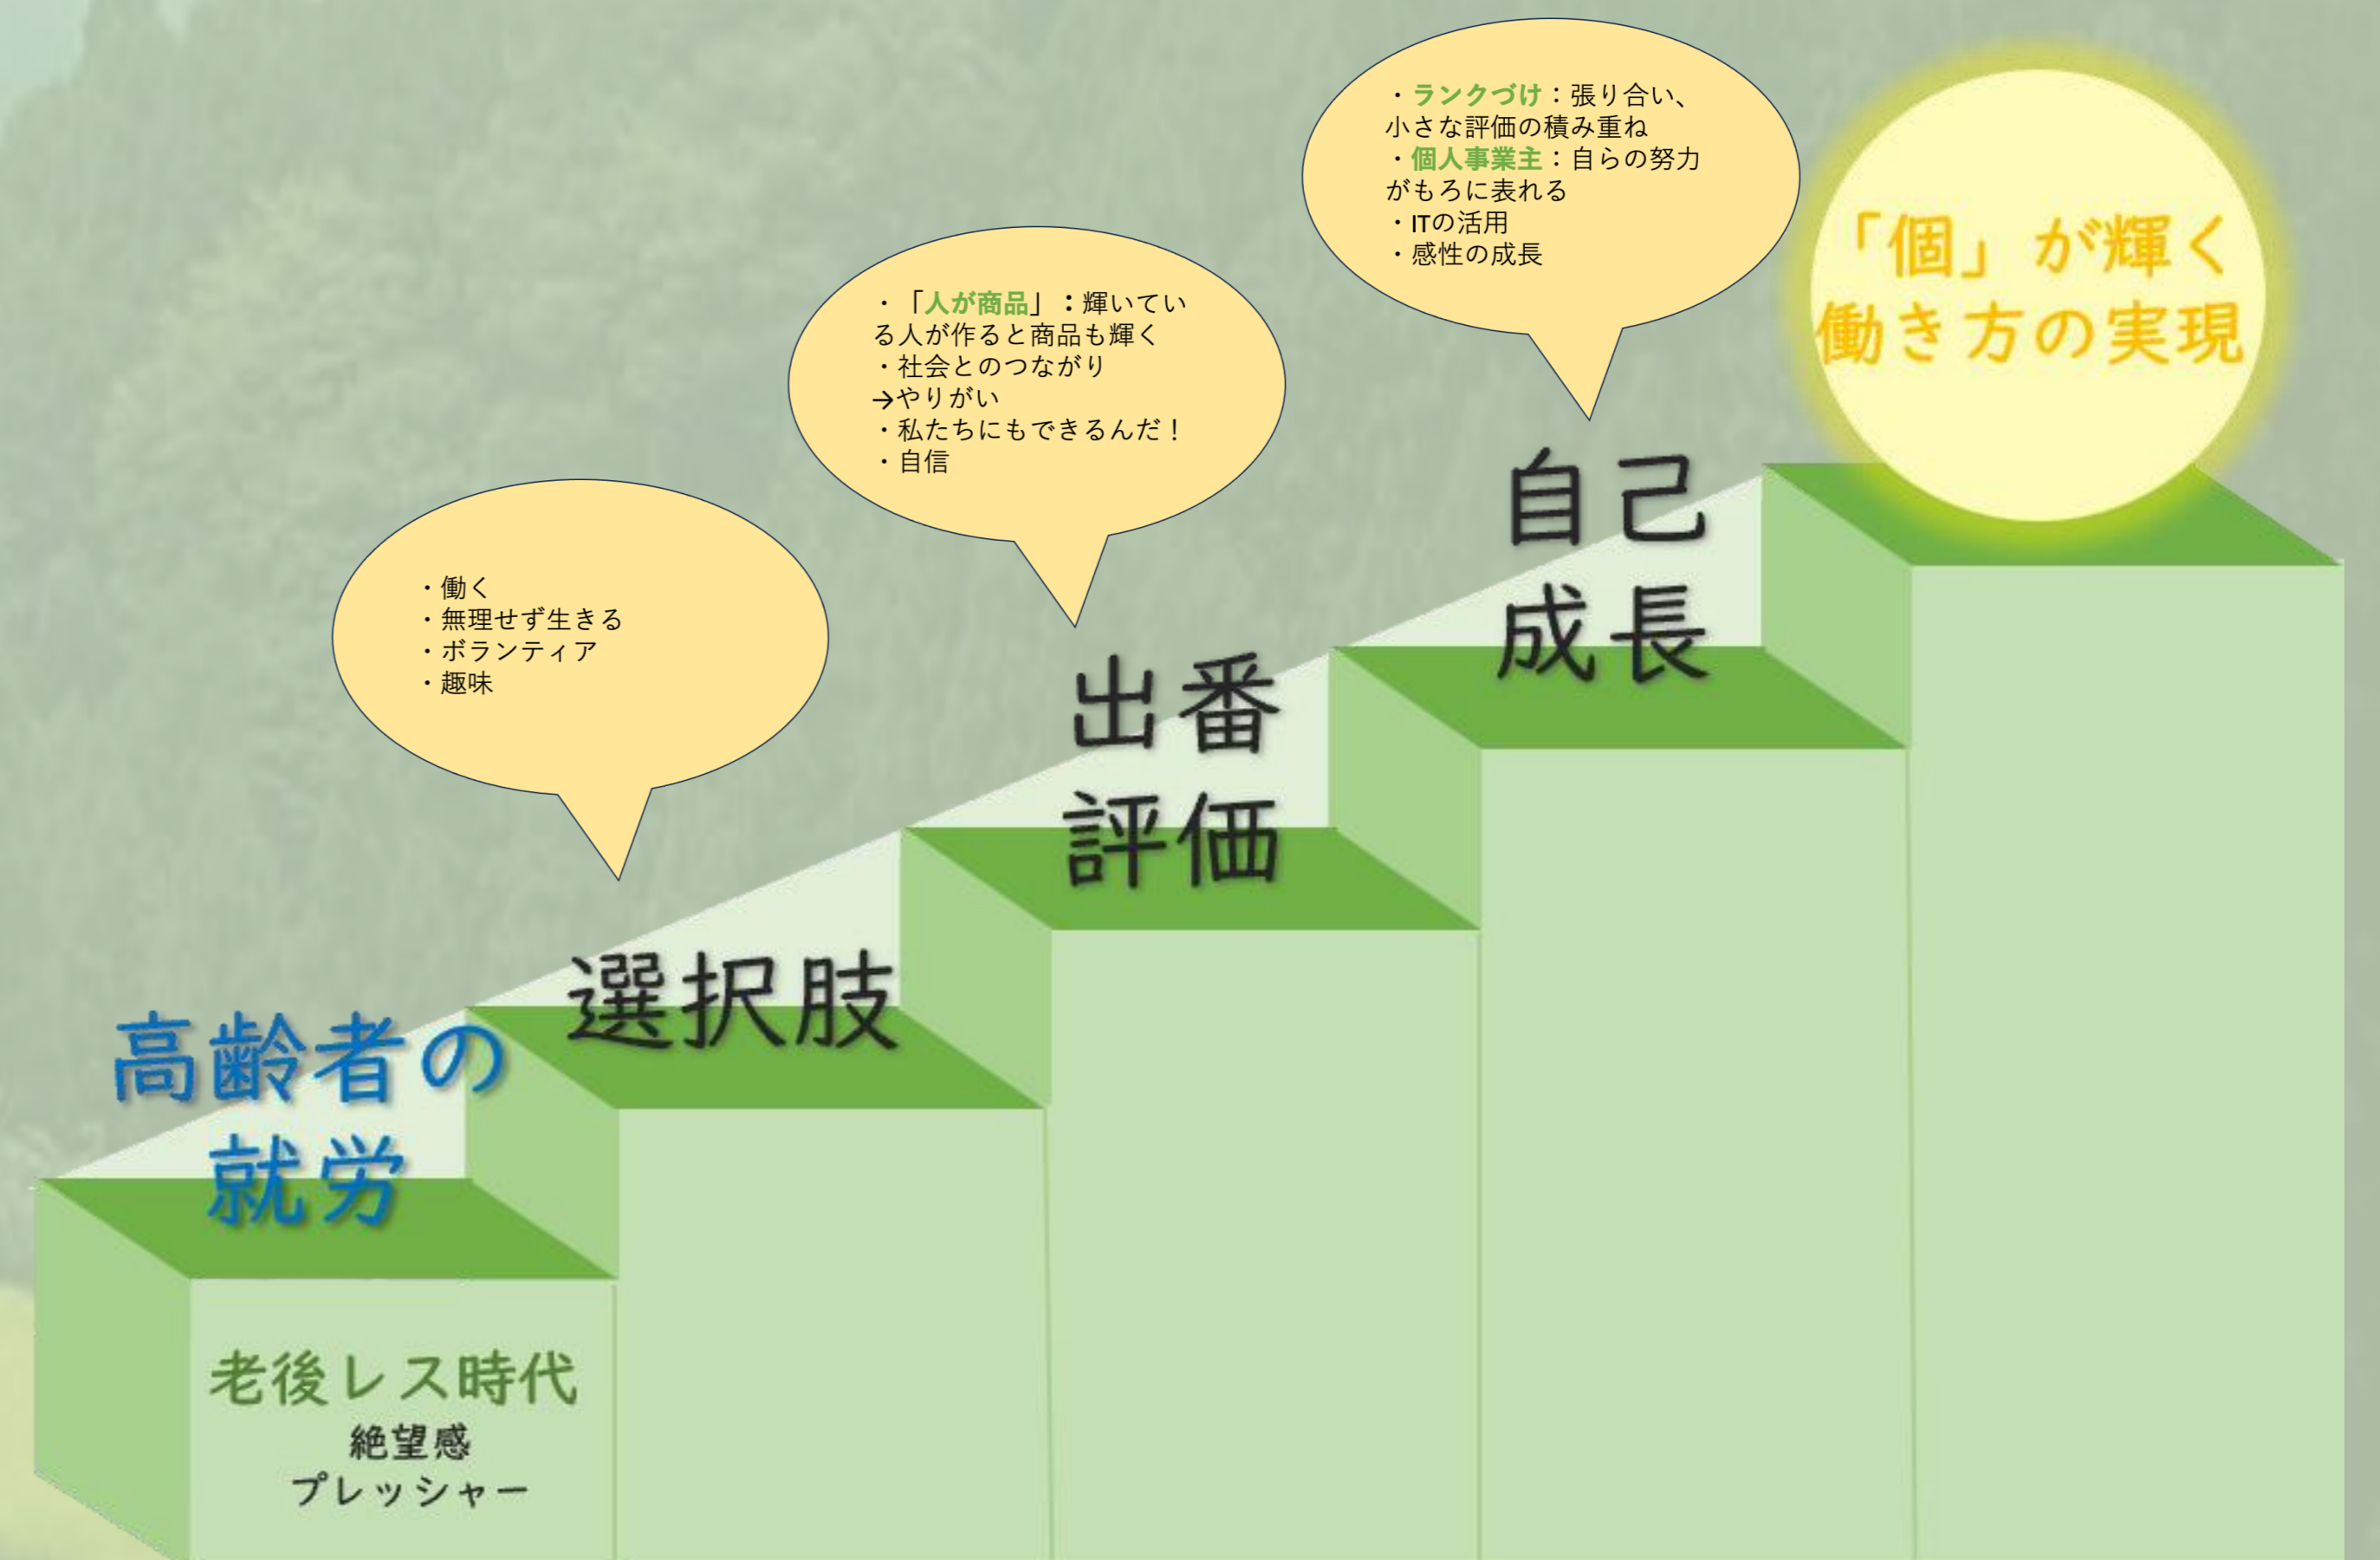 ・ランクづけ：張り合い、
小さな評価の積み重ね
・個人事業主：自らの努力
がもろに表れる
・ITの活用
・感性の成長
「個」が輝く
働き方の実現
・「人が商品」：輝いてい
る人が作ると商品も輝く
・社会とのつながり
→やりがい
・私たちにもできるんだ！
・自信
自己
成長
・働く
・無理せず生きる
・ボランティア
・趣味
出番
評価
選択肢
高齢者の
就労
老後レス時代
絶望感
プレッシャー